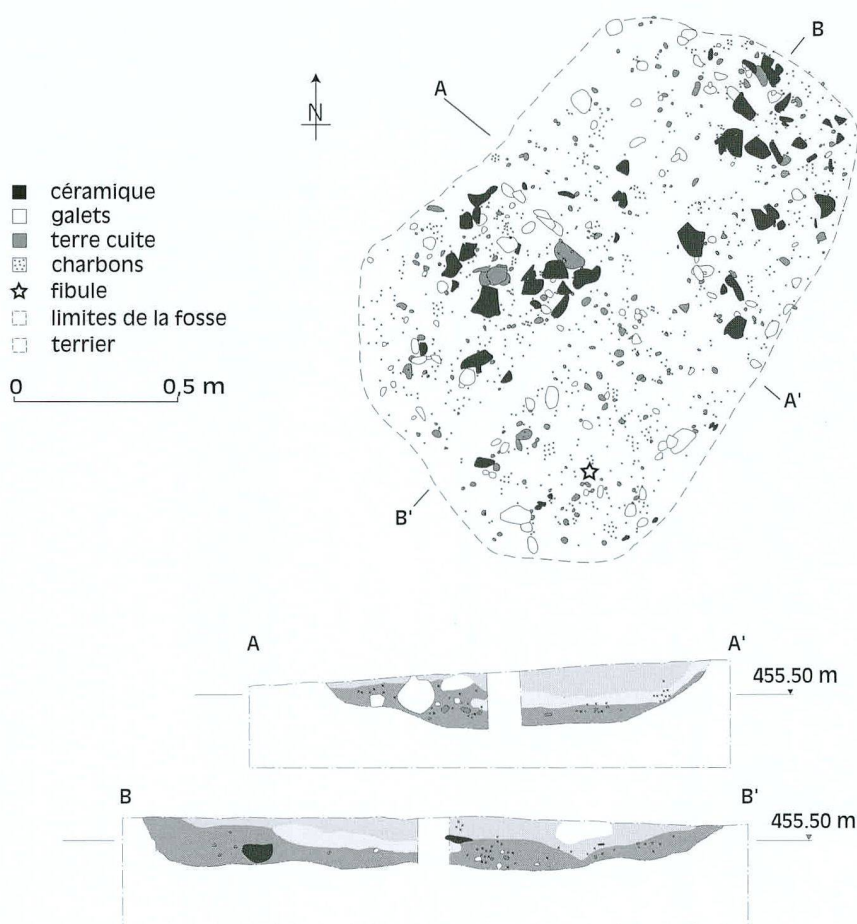 B
A
N
céramique
galets
terre cuite
charbons
fibule
limites de la fosse
terrier
0 0,5 m
A'
B'
A A'
455.50 m
B B'
455.50 m